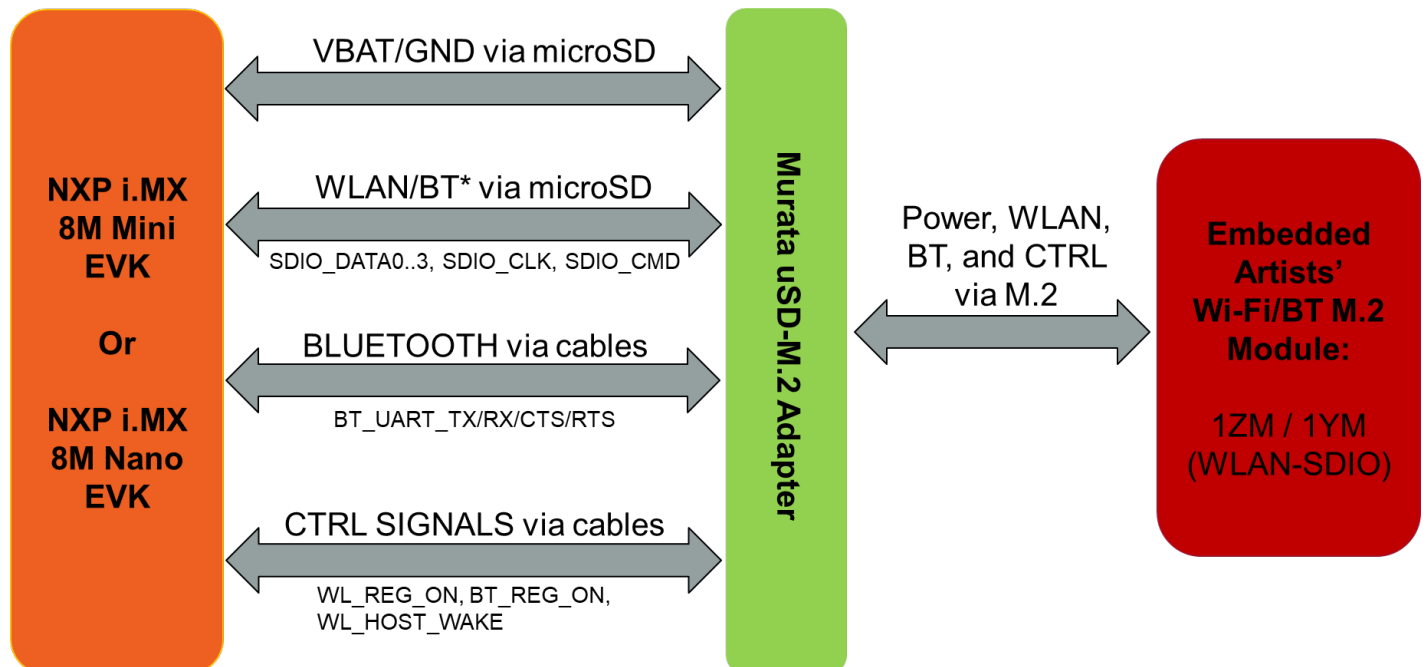 NXP i.MX
8M Mini
EVK
Or
NXP i.MX
8M Nano
EVK
VBAT/GND via microSD
WLAN/BT* via microSD
SDIO_DATA0..3, SDIO_CLK, SDIO_CMD
BLUETOOTH via cables
BT_UART_TX/RX/CTS/RTS
CTRL SIGNALS via cables
WL_REG_ON, BT_REG_ON,
WL_HOST_WAKE
Murata uSD-M.2 Adapter
Power, WLAN,
BT, and CTRL
via M.2
Embedded
Artists’
Wi-Fi/BT M.2
Module:
1ZM / 1YM
(WLAN-SDIO)